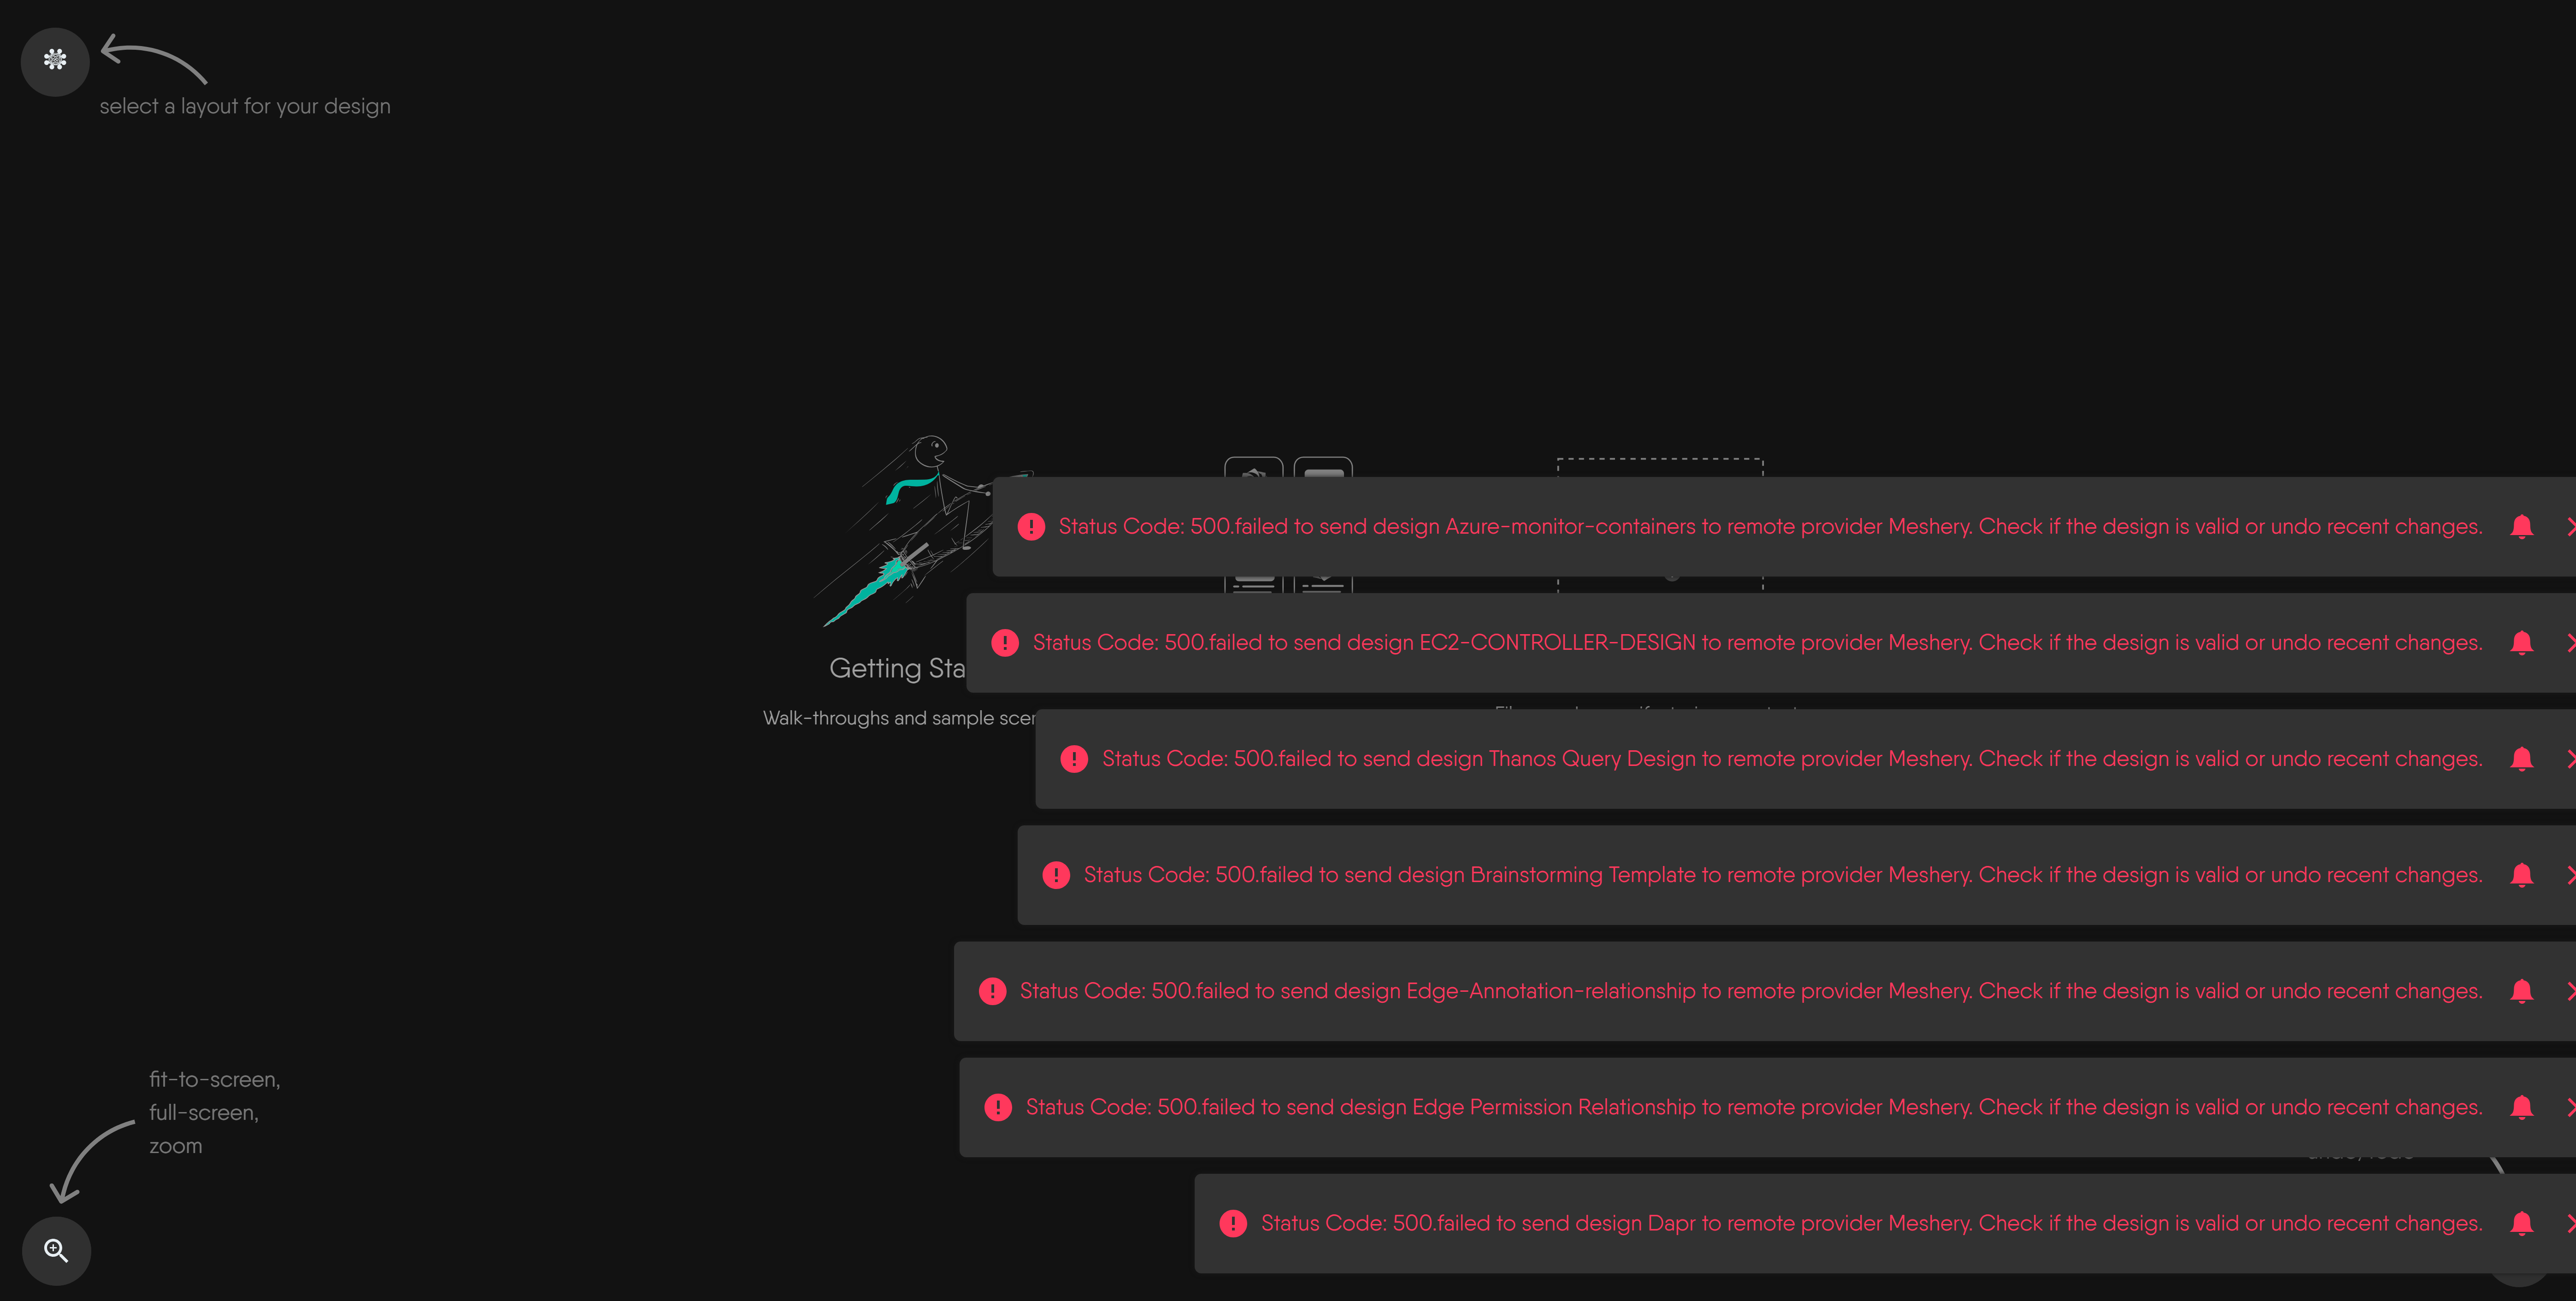 select a layout for your design
Status Code: 500.failed to send design Azure-monitor-containers to remote provider Meshery. Check if the design is valid or undo recent changes.
Status Code: 500.failed to send design EC2-CONTROLLER-DESIGN to remote provider Meshery. Check if the design is valid or undo recent changes.
Getting Sta
Walk-throughs and sample scen
Status Code: 500.failed to send design Thanos Query Design to remote provider Meshery. Check if the design is valid or undo recent changes.
Status Code: 500.failed to send design Brainstorming Template to remote provider Meshery. Check if the design is valid or undo recent changes.
Status Code: 500.failed to send design Edge-Annotation-relationship to remote provider Meshery. Check if the design is valid or undo recent changes.
Status Code: 500.failed to send design Edge Permission Relationship to remote provider Meshery. Check if the design is valid or undo recent changes.
fit-to-screen,
full-screen,
zoom
Status Code: 500.failed to send design Dapr to remote provider Meshery. Check if the design is valid or undo recent changes.